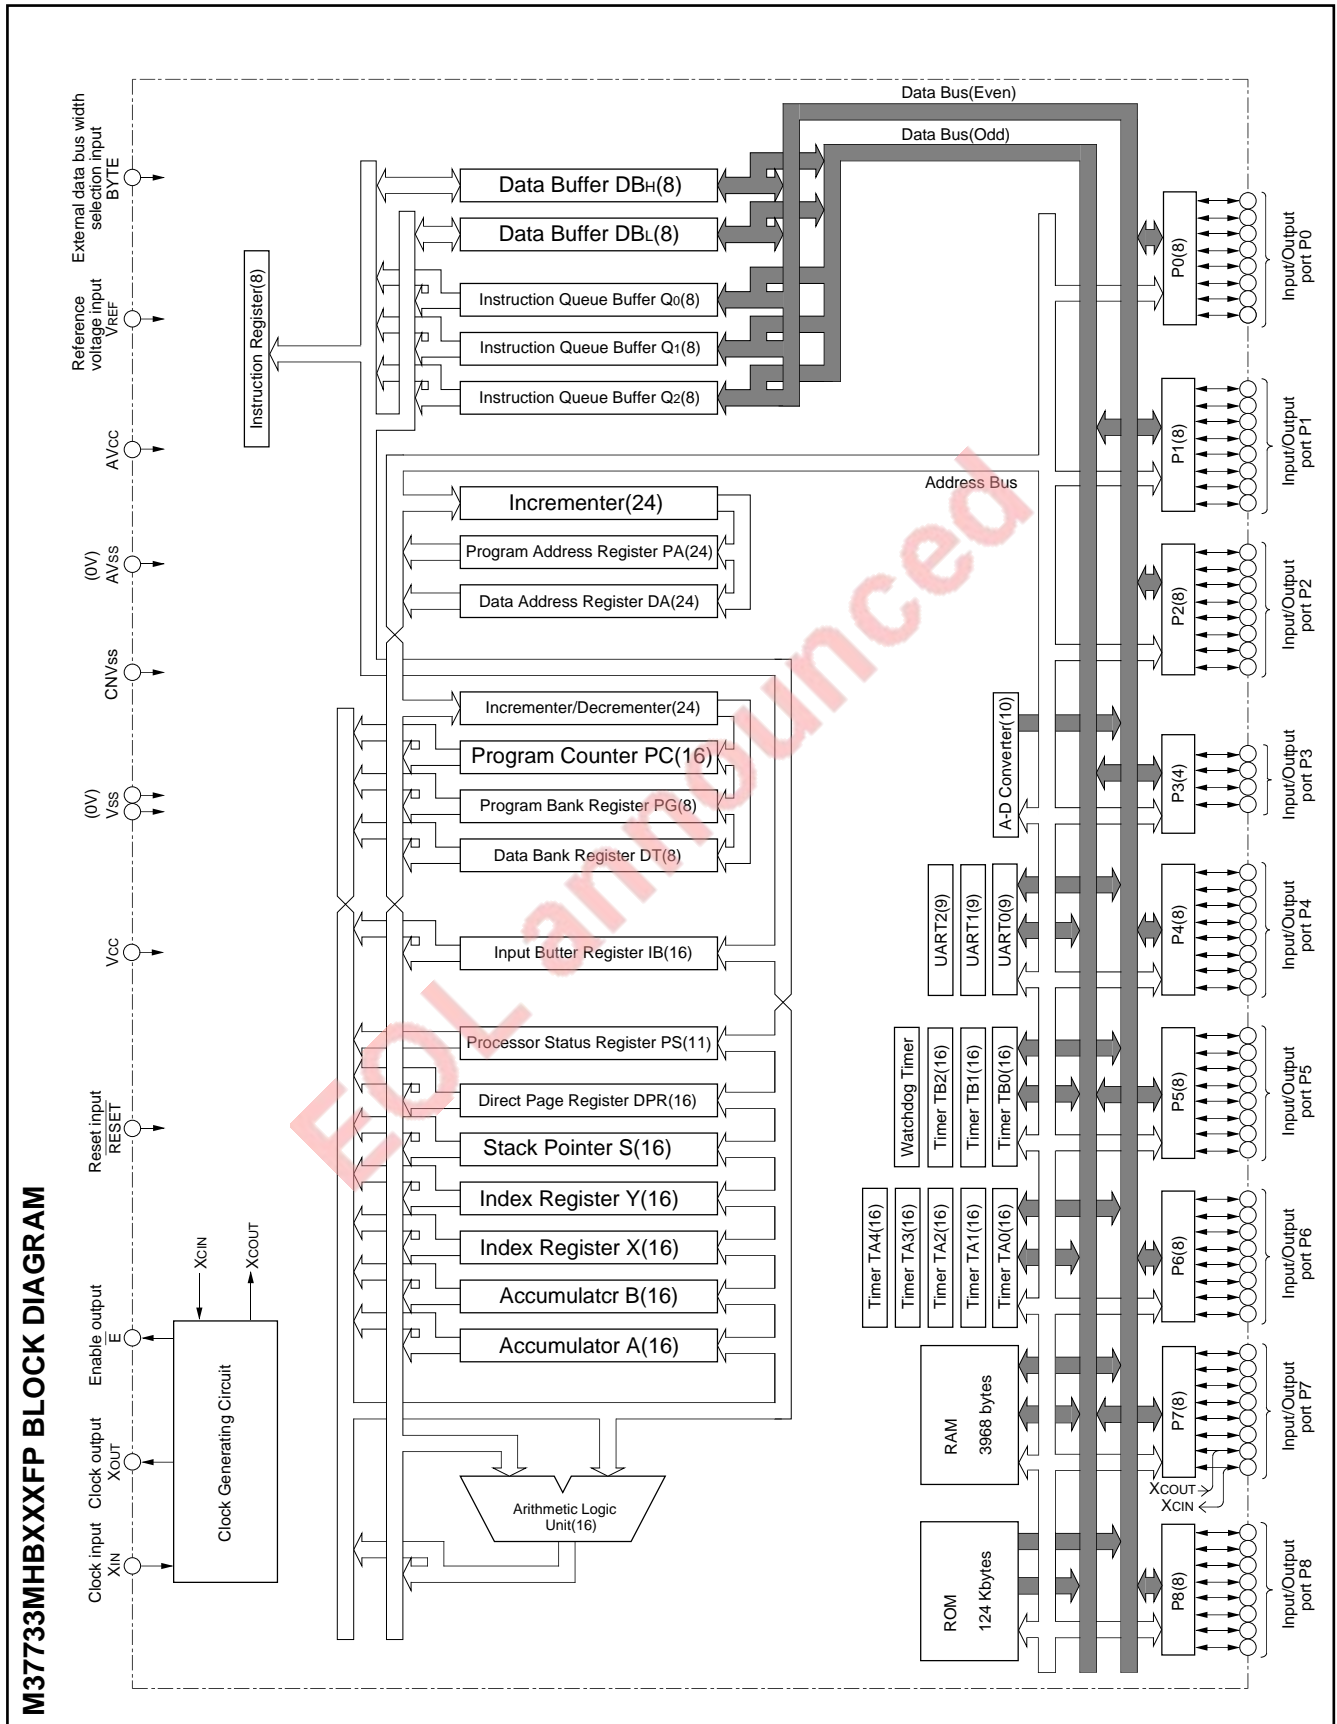 M37733MHBXXXFP BLOCK DIAGRAM
External data bus width
selection input
BYTE
Reference
voltage input
VREF
AVCC
(0V)
AVSS
CNVSS
(0V)
VSS
VCC
Reset input
RESET
Enable output
E
Clock output
XOUT
Clock input
XIN
XCIN
XCOUT
Clock Generating Circuit
Instruction Register(8)
Data Bus(Even)
Data Bus(Odd)
Data Buffer DBH(8)
Data Buffer DBL(8)
Instruction Queue Buffer Q0(8)
Instruction Queue Buffer Q1(8)
Instruction Queue Buffer Q2(8)
Address Bus
Incrementer(24)
Program Address Register PA(24)
Data Address Register DA(24)
Incrementer/Decrementer(24)
Program Counter PC(16)
Program Bank Register PG(8)
Data Bank Register DT(8)
Input Butter Register IB(16)
Processor Status Register PS(11)
Direct Page Register DPR(16)
Stack Pointer S(16)
Index Register Y(16)
Index Register X(16)
Accumulatcr B(16)
Accumulator A(16)
Arithmetic Logic
Unit(16)
A-D Converter(10)
UART2(9)
UART1(9)
UART0(9)
Watchdog Timer
Timer TB2(16)
Timer TB1(16)
Timer TB0(16)
Timer TA4(16)
Timer TA3(16)
Timer TA2(16)
Timer TA1(16)
Timer TA0(16)
RAM
3968 bytes
ROM
124 Kbytes
P0(8)
Input/Output
port P0
P1(8)
Input/Output
port P1
P2(8)
Input/Output
port P2
P3(4)
Input/Output
port P3
P4(8)
Input/Output
port P4
P5(8)
Input/Output
port P5
P6(8)
Input/Output
port P6
P7(8)
Input/Output
port P7
XCOUT
XCIN
P8(8)
Input/Output
port P8
EOL announced